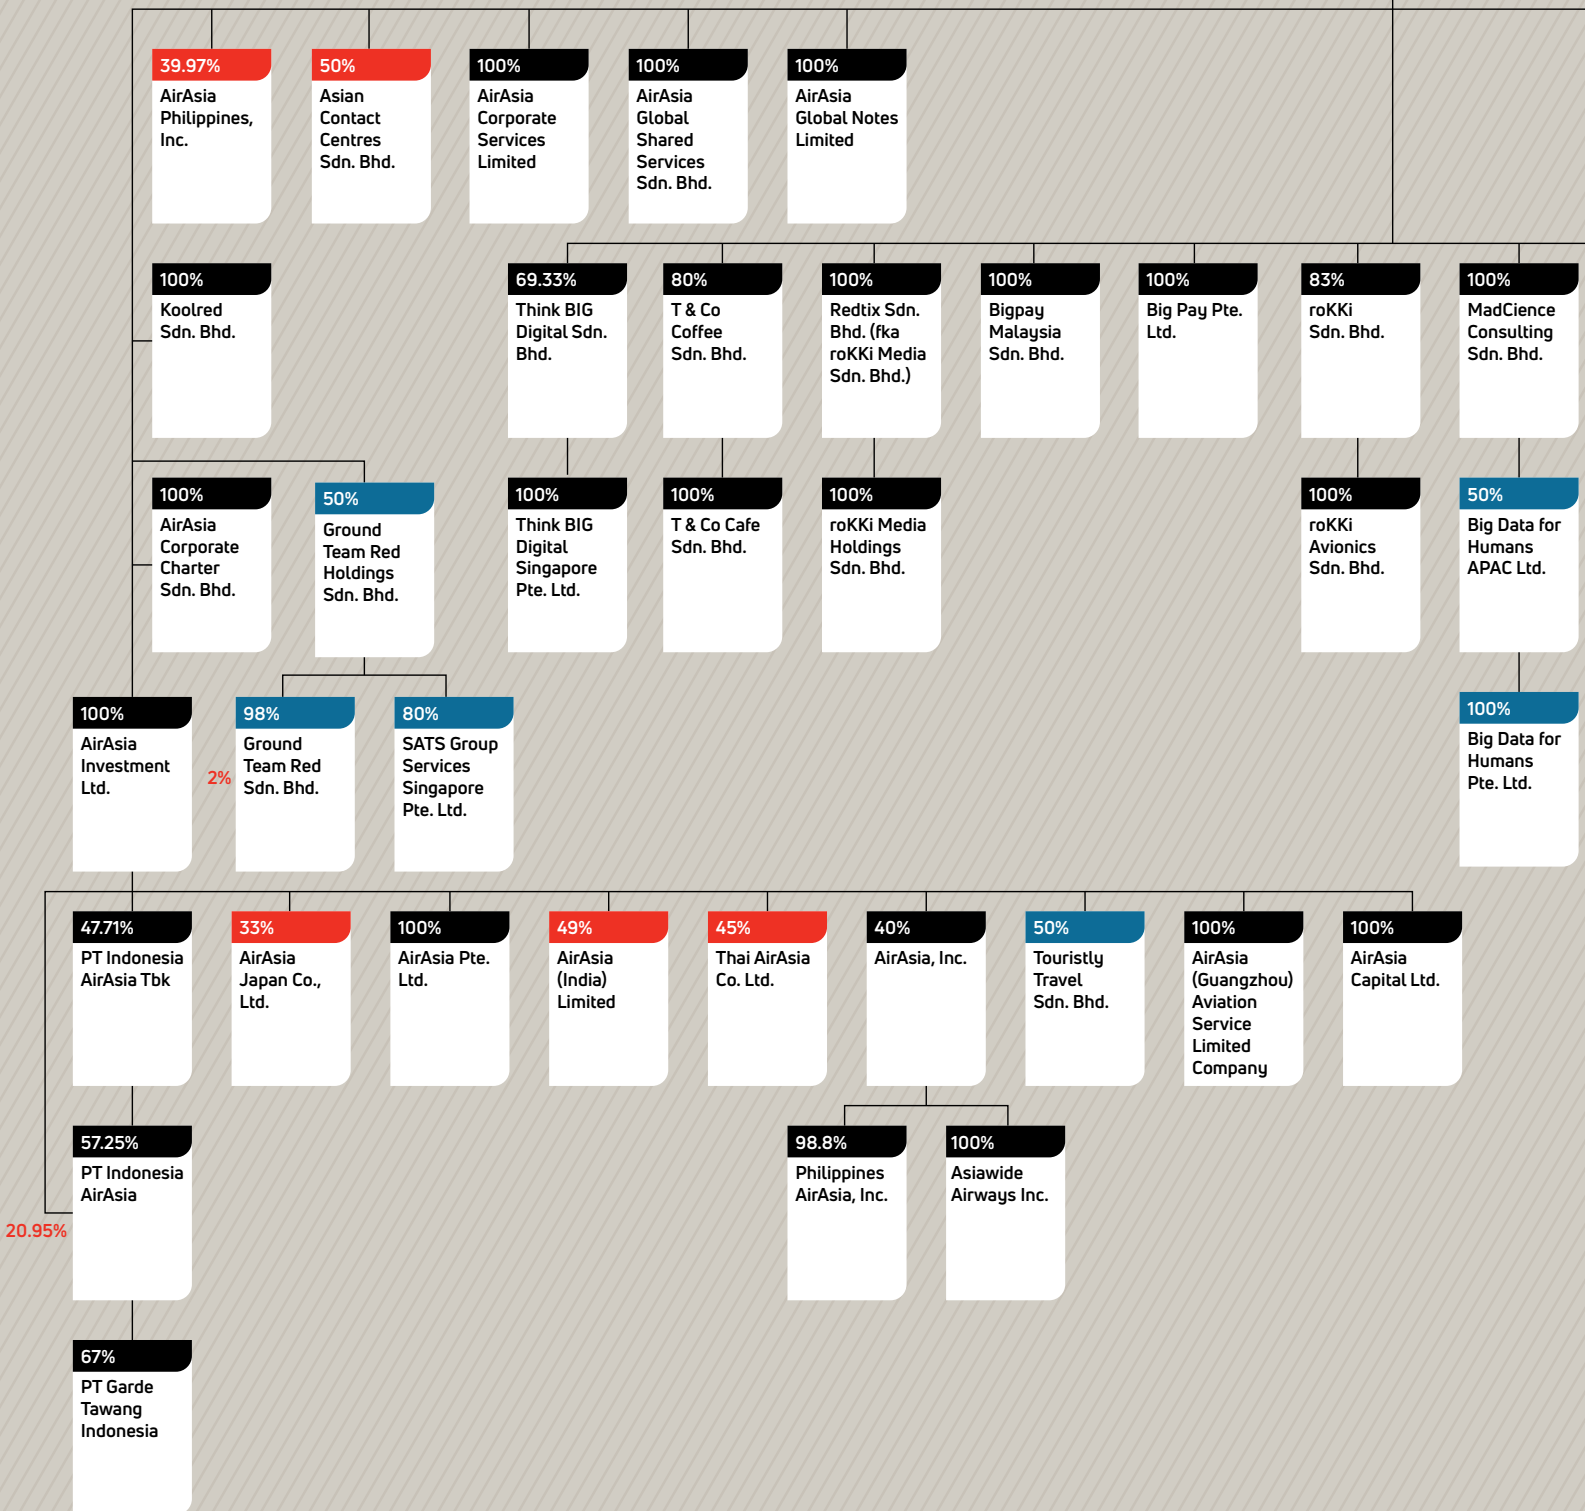 39.97%
AirAsia
Philippines,
Inc.
50%
Asian
Contact
Centres
Sdn. Bhd.
100%
AirAsia
Corporate
Services
Limited
100%
AirAsia
Global
Shared
Services
Sdn. Bhd.
100%
AirAsia
Global Notes
Limited
100%
Koolred
Sdn. Bhd.
69.33%
Think BIG
Digital Sdn.
Bhd.
80%
T & Co
Coffee
Sdn. Bhd.
100%
Redtix Sdn.
Bhd. (fka
roKKi Media
Sdn. Bhd.)
100%
Bigpay
Malaysia
Sdn. Bhd.
100%
Big Pay Pte.
Ltd.
83%
roKKi
Sdn. Bhd.
100%
MadCience
Consulting
Sdn. Bhd.
100%
AirAsia
Corporate
Charter
Sdn. Bhd.
50%
Ground
Team Red
Holdings
Sdn. Bhd.
100%
Think BIG
Digital
Singapore
Pte. Ltd.
100%
T & Co Cafe
Sdn. Bhd.
100%
roKKi Media
Holdings
Sdn. Bhd.
100%
roKKi
Avionics
Sdn. Bhd.
50%
Big Data for
Humans
APAC Ltd.
100%
AirAsia
Investment
Ltd.
2%
98%
Ground
Team Red
Sdn. Bhd.
80%
SATS Group
Services
Singapore
Pte. Ltd.
100%
Big Data for
Humans
Pte. Ltd.
47.71%
PT Indonesia
AirAsia Tbk
33%
AirAsia
Japan Co.,
Ltd.
100%
AirAsia Pte.
Ltd.
49%
AirAsia
(India)
Limited
45%
Thai AirAsia
Co. Ltd.
40%
AirAsia, Inc.
50%
Touristly
Travel
Sdn. Bhd.
100%
AirAsia
(Guangzhou)
Aviation
Service
Limited
Company
100%
AirAsia
Capital Ltd.
57.25%
PT Indonesia
AirAsia
20.95%
98.8%
Philippines
AirAsia, Inc.
100%
Asiawide
Airways Inc.
67%
PT Garde
Tawang
Indonesia